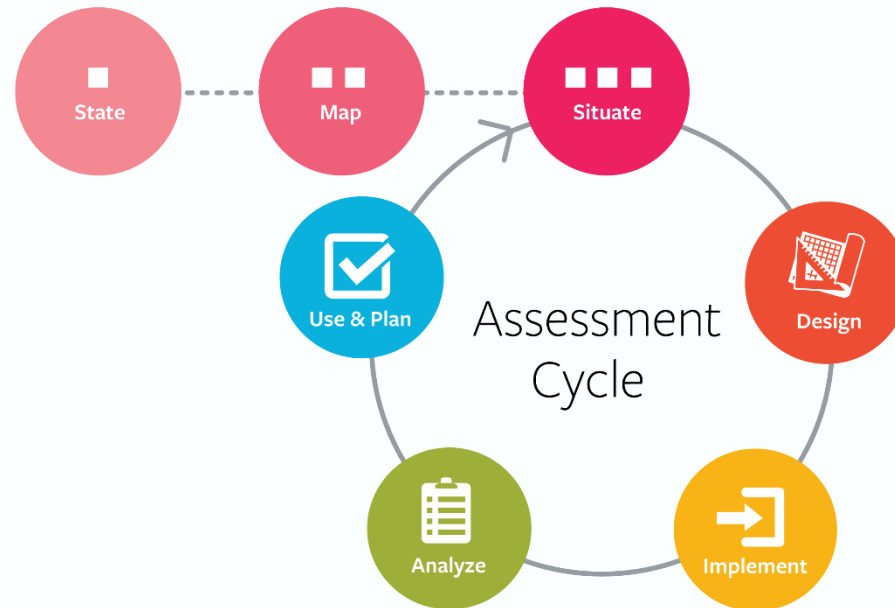 State
Map
Situate
Use & Plan
Assessment
Cycle
Design
Analyze
Implement